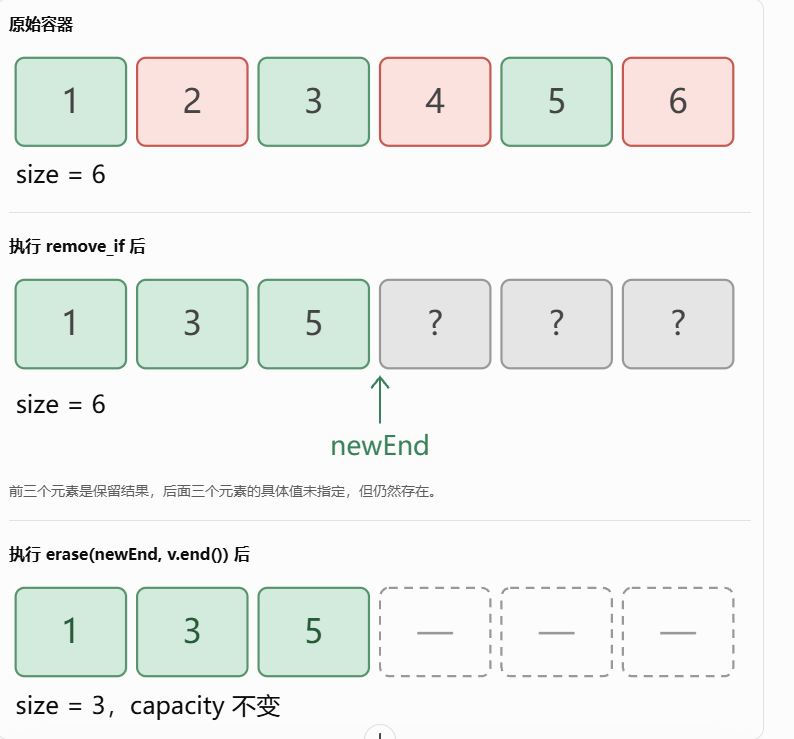 原始容器
1 2 3 4 5 6
size = 6
执行 remove_if 后
1 3 5 ? ? ?
size = 6
newEnd
前三个元素是保留结果，后面三个元素的具体值未指定，但仍然存在。
执行 erase(newEnd, v.end()) 后
1 3 5 — — —
size = 3，capacity 不变